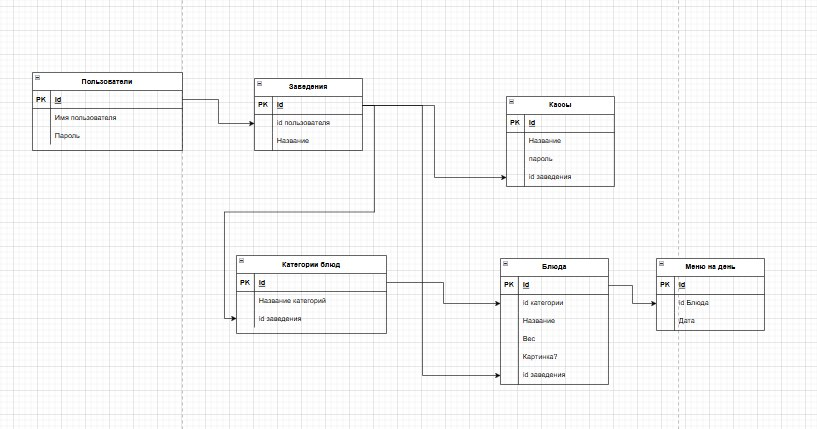 Пользователи
PK id
Имя пользователя
Пароль
Заведения
PK id
id пользователя
Название
Кассы
PK id
Название
пароль
id заведения
Категории блюд
PK id
Название категорий
id заведения
Блюда
PK id
id категории
Название
Вес
Картинка?
id заведения
Меню на день
PK id
id Блюда
Дата